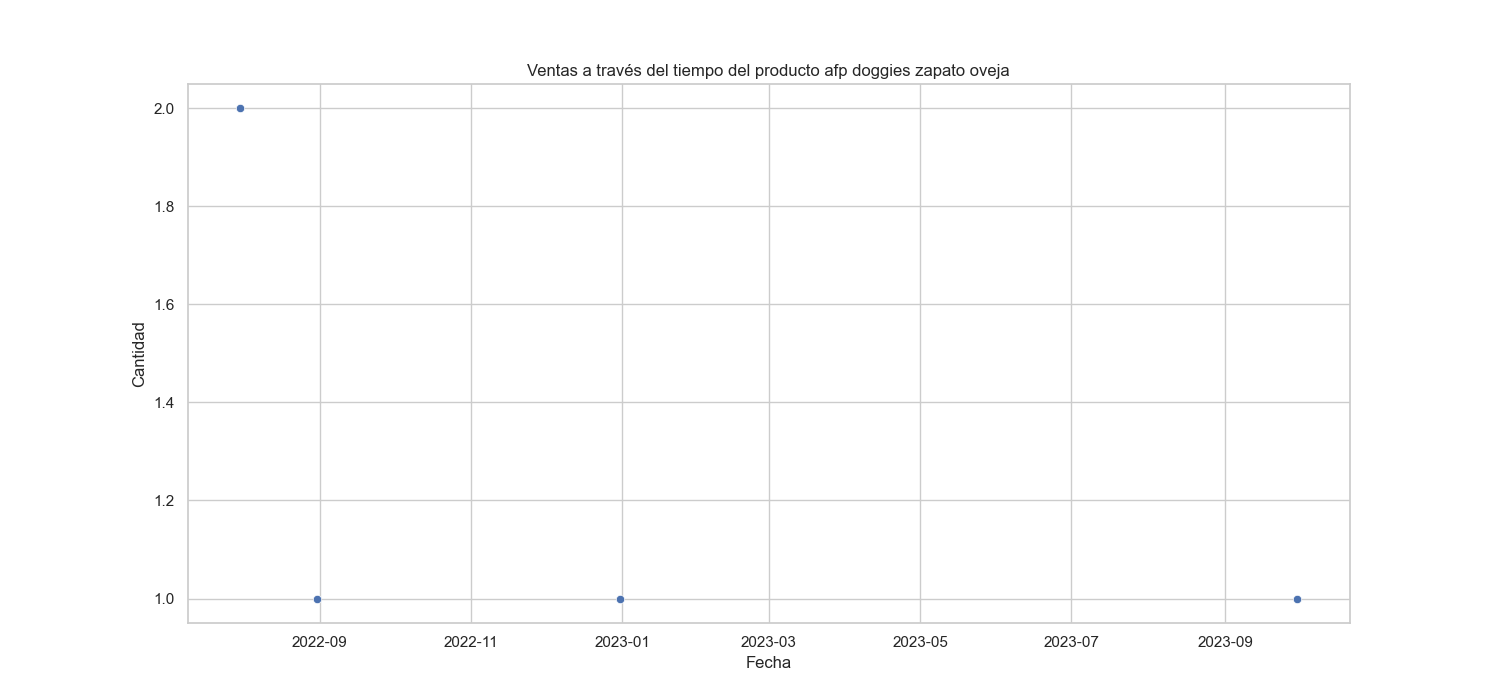 Ventas a través del tiempo del producto afp doggies zapato oveja
2.0
1.8
1.6
1.4
1.2
1.0
Cantidad
2022-09 2022-11 2023-01 2023-03 2023-05 2023-07 2023-09
Fecha